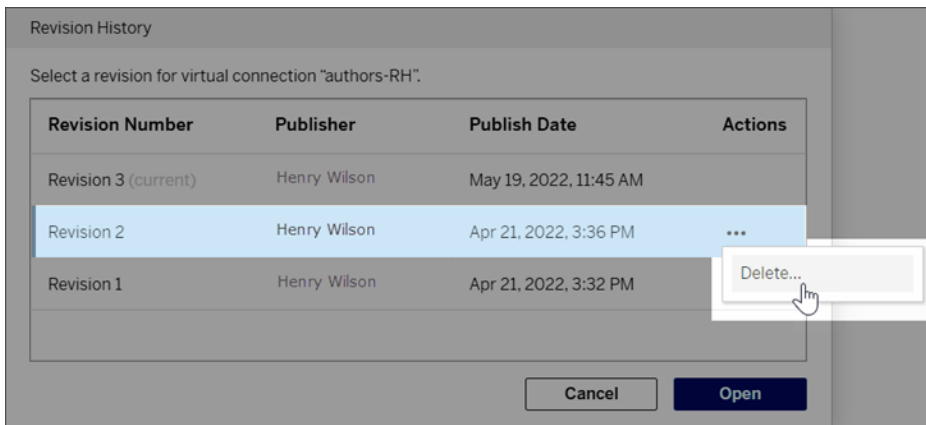 Revision History
Select a revision for virtual connection "authors-RH".
Revision Number Publisher Publish Date Actions
Revision 3 (current) Henry Wilson May 19, 2022, 11:45 AM
Revision 2 Henry Wilson Apr 21, 2022, 3:36 PM •••
Delete...
Revision 1 Henry Wilson Apr 21, 2022, 3:32 PM
Cancel Open